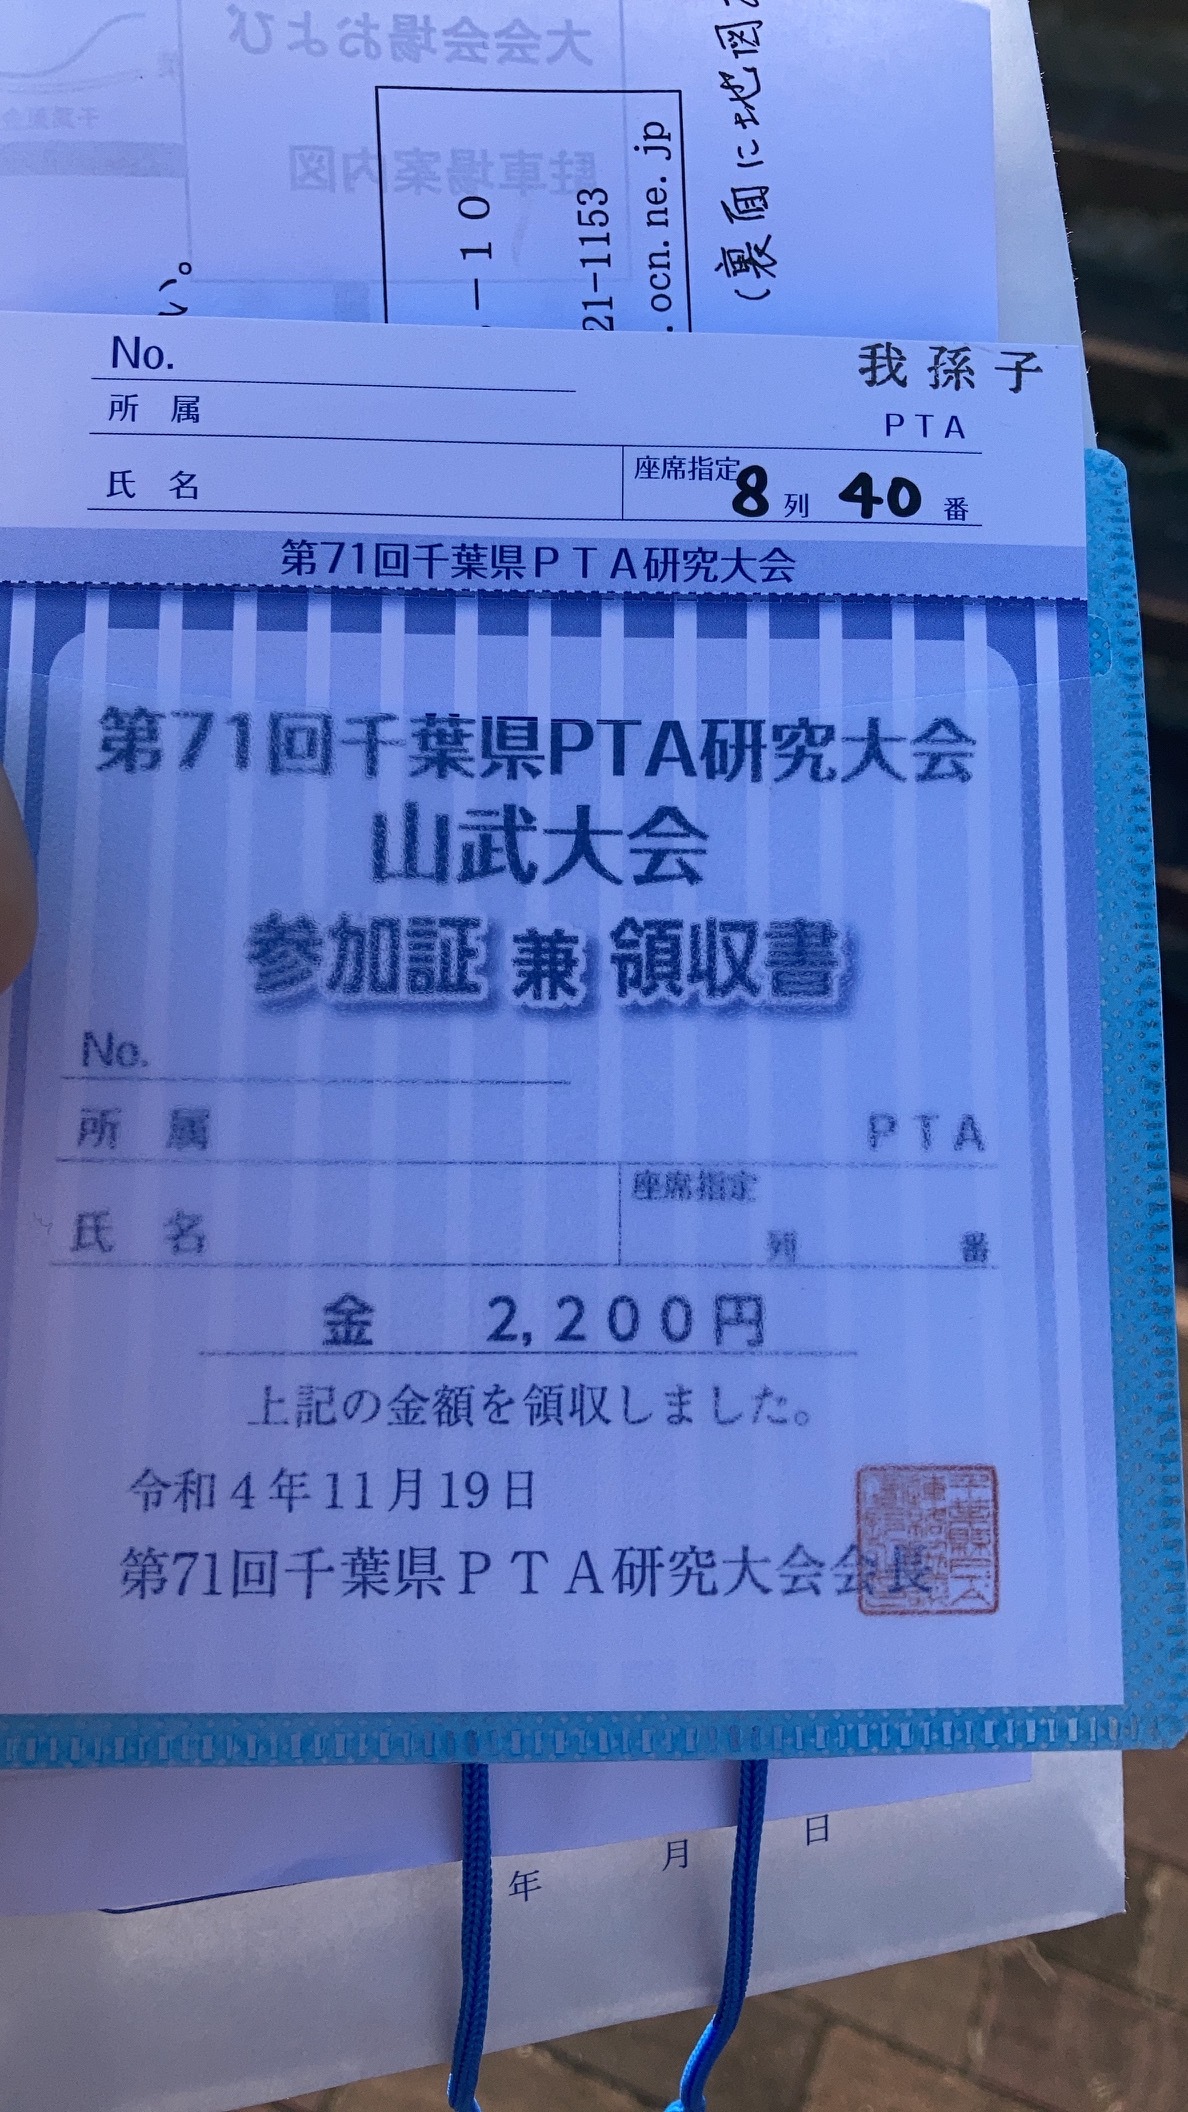 大会会場および
駐車場案内図
い。
－１０
21-1153
.ocn.ne.jp
（裏面に地図
No.
我孫子
所 属 ＰＴＡ
氏 名 座席指定 8 列 40 番
第71回千葉県ＰＴＡ研究大会
第71回千葉県PTA研究大会
山武大会
参加証 兼 領収書
No.
所 属 ＰＴＡ
氏 名 座席指定 列 番
金 2,200円
上記の金額を領収しました。
令和４年11月19日
第71回千葉県ＰＴＡ研究大会会長
年 月 日